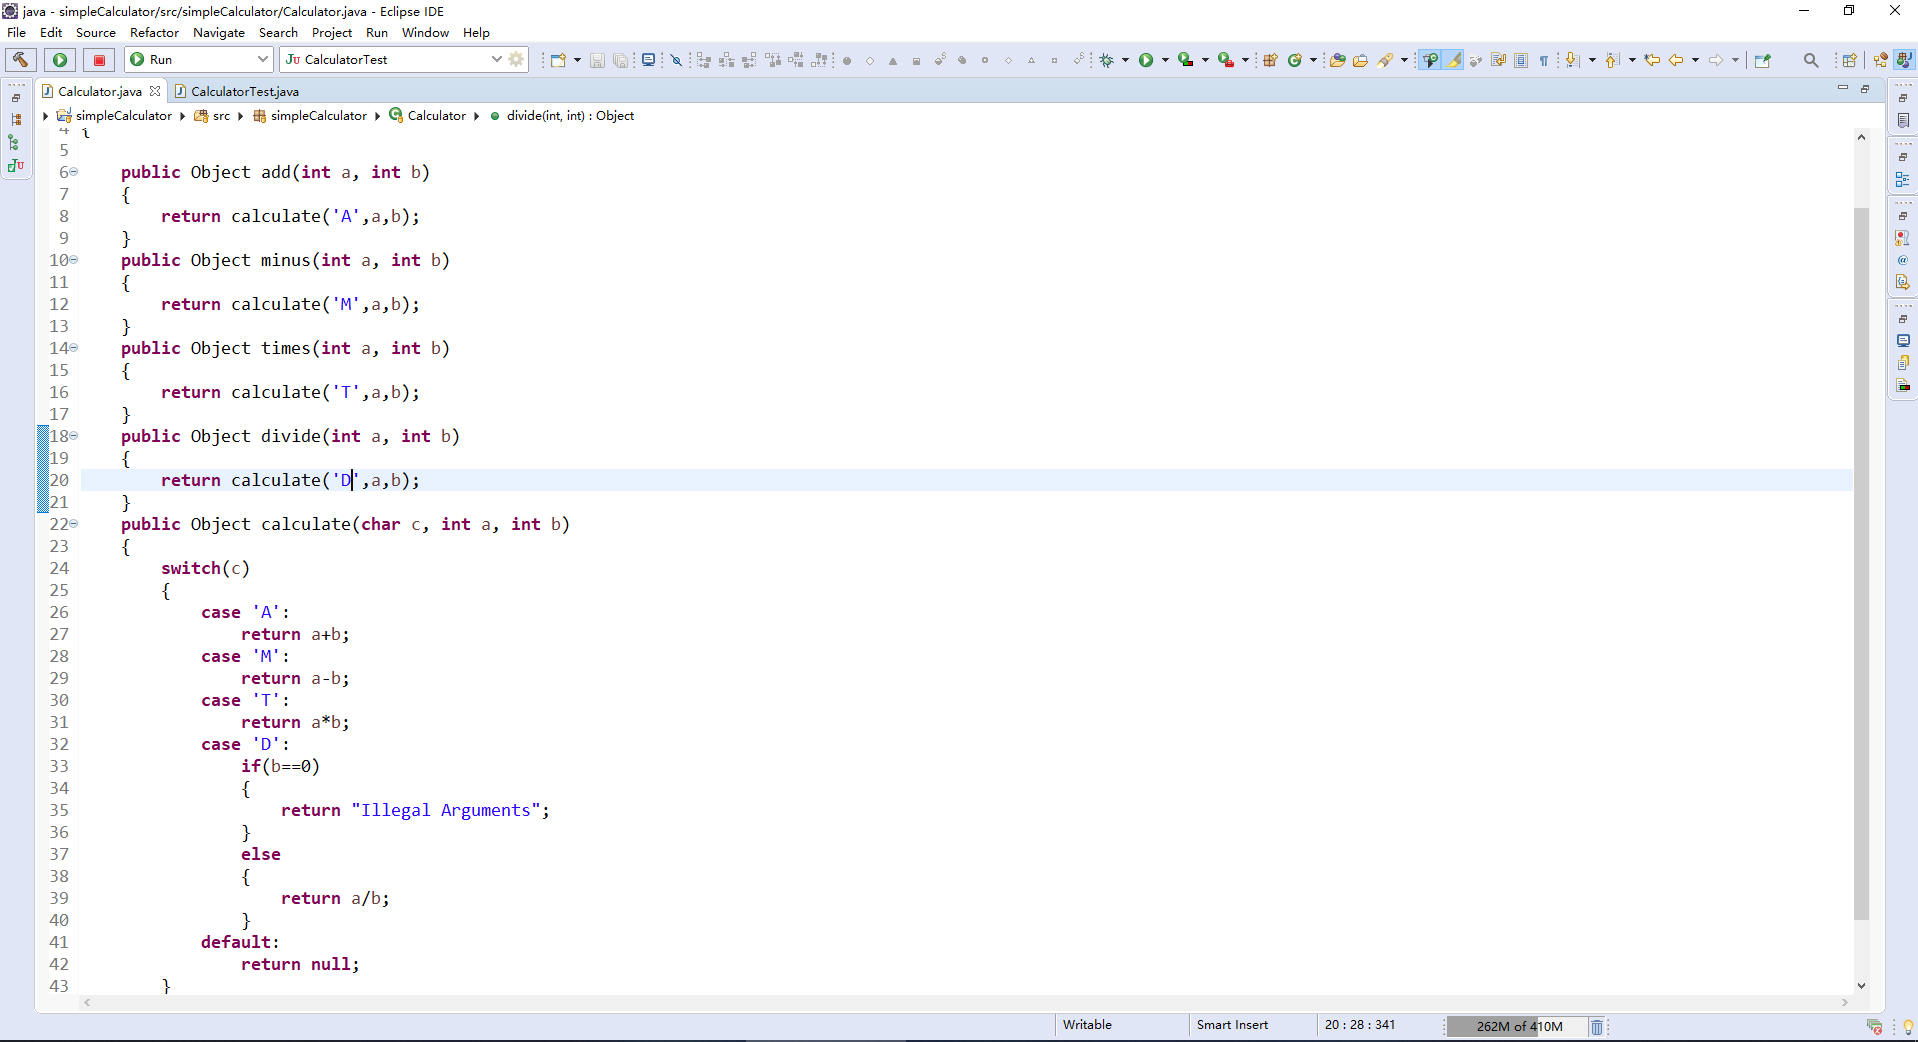 java - simpleCalculator/src/simpleCalculator/Calculator.java - Eclipse IDE
File Edit Source Refactor Navigate Search Project Run Window Help
Run
JU CalculatorTest
Calculator.java
CalculatorTest.java
simpleCalculator src simpleCalculator Calculator divide(int, int) : Object
4 {
5
6 public Object add(int a, int b)
7 {
8 return calculate('A',a,b);
9 }
10 public Object minus(int a, int b)
11 {
12 return calculate('M',a,b);
13 }
14 public Object times(int a, int b)
15 {
16 return calculate('T',a,b);
17 }
18 public Object divide(int a, int b)
19 {
20 return calculate('D',a,b);
21 }
22 public Object calculate(char c, int a, int b)
23 {
24 switch(c)
25 {
26 case 'A':
27 return a+b;
28 case 'M':
29 return a-b;
30 case 'T':
31 return a*b;
32 case 'D':
33 if(b==0)
34 {
35 return "Illegal Arguments";
36 }
37 else
38 {
39 return a/b;
40 }
41 default:
42 return null;
43 }
Writable Smart Insert 20 : 28 : 341 262M of 410M